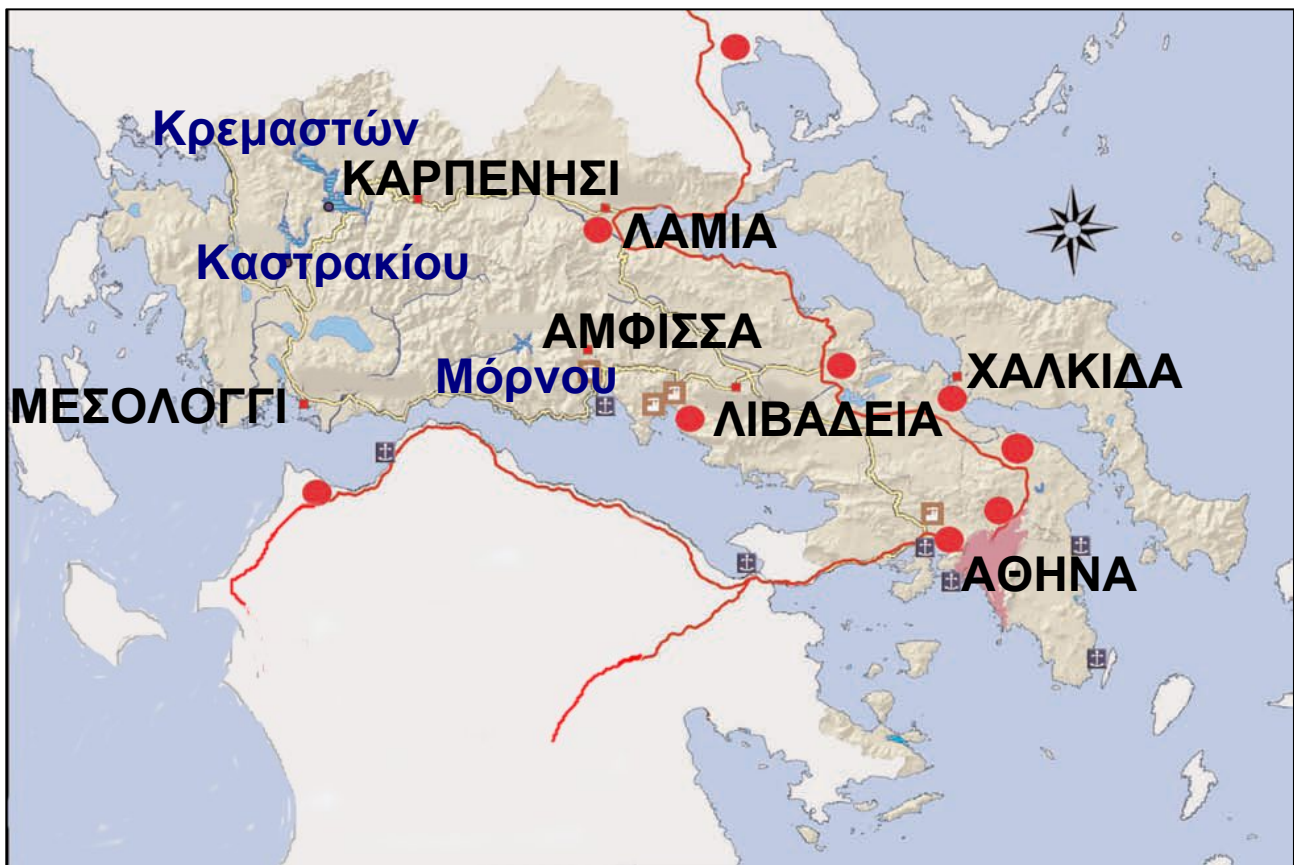 Κρεμαστών
ΚΑΡΠΕΝΗΣΙ
ΛΑΜΙΑ
Καστρακίου
ΑΜΦΙΣΣΑ
Μόρνου
ΧΑΛΚΙΔΑ
ΜΕΣΟΛΟΓΓΙ
ΛΙΒΑΔΕΙΑ
ΑΘΗΝΑ